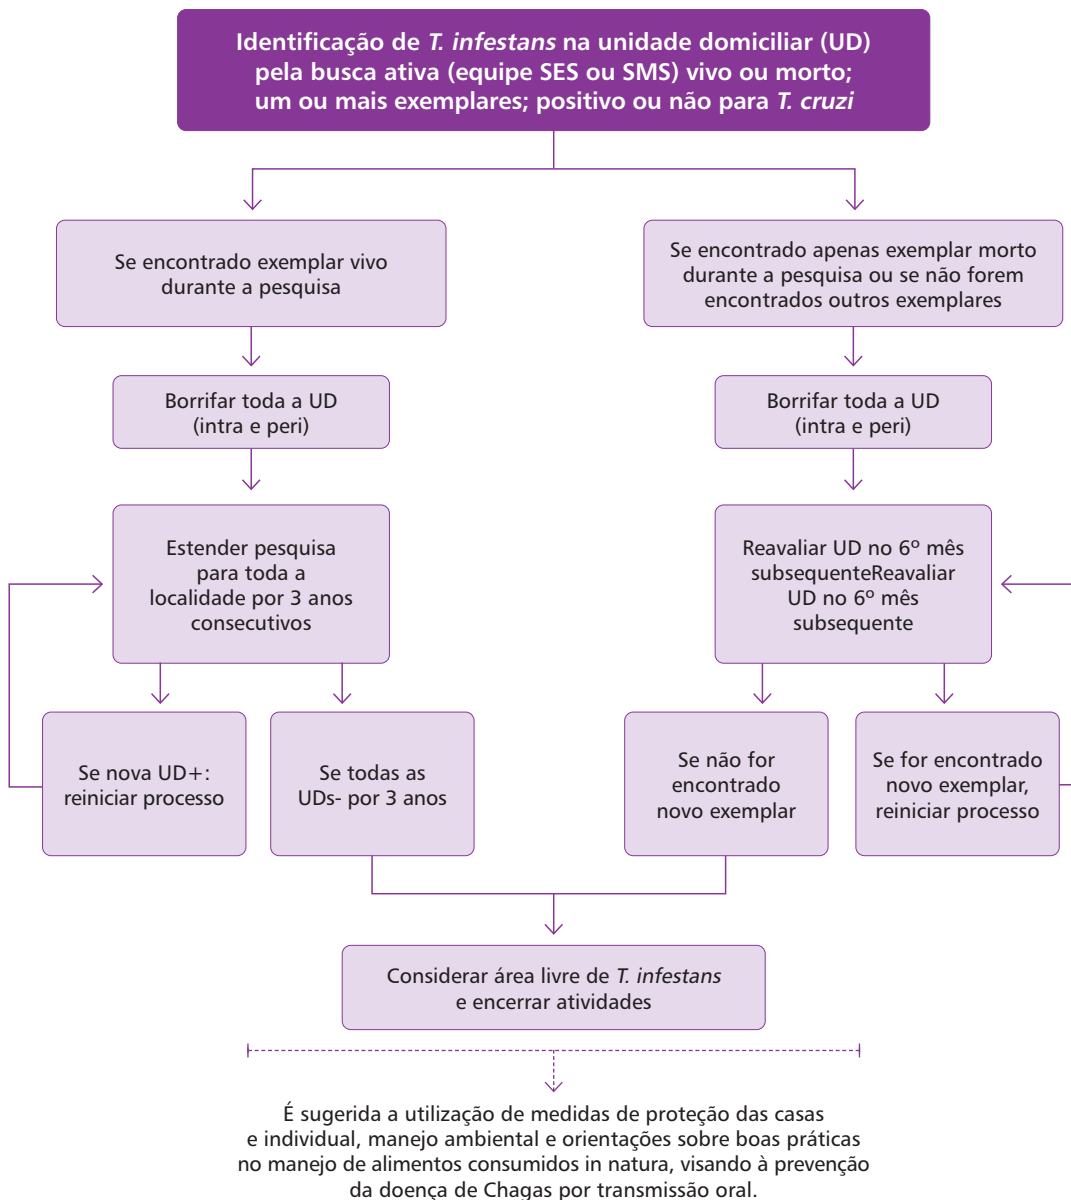 Identificação de T. infestans na unidade domiciliar (UD)
pela busca ativa (equipe SES ou SMS) vivo ou morto;
um ou mais exemplares; positivo ou não para T. cruzi
Se encontrado exemplar vivo
durante a pesquisa
Se encontrado apenas exemplar morto
durante a pesquisa ou se não forem
encontrados outros exemplares
Borrifar toda a UD
(intra e peri)
Borrifar toda a UD
(intra e peri)
Estender pesquisa
para toda a
localidade por 3 anos
consecutivos
Reavaliar UD no 6º mês
subsequenteReavaliar
UD no 6º mês
subsequente
Se nova UD+:
reiniciar processo
Se todas as
UDs- por 3 anos
Se não for
encontrado
novo exemplar
Se for encontrado
novo exemplar,
reiniciar processo
Considerar área livre de T. infestans
e encerrar atividades
É sugerida a utilização de medidas de proteção das casas
e individual, manejo ambiental e orientações sobre boas práticas
no manejo de alimentos consumidos in natura, visando à prevenção
da doença de Chagas por transmissão oral.